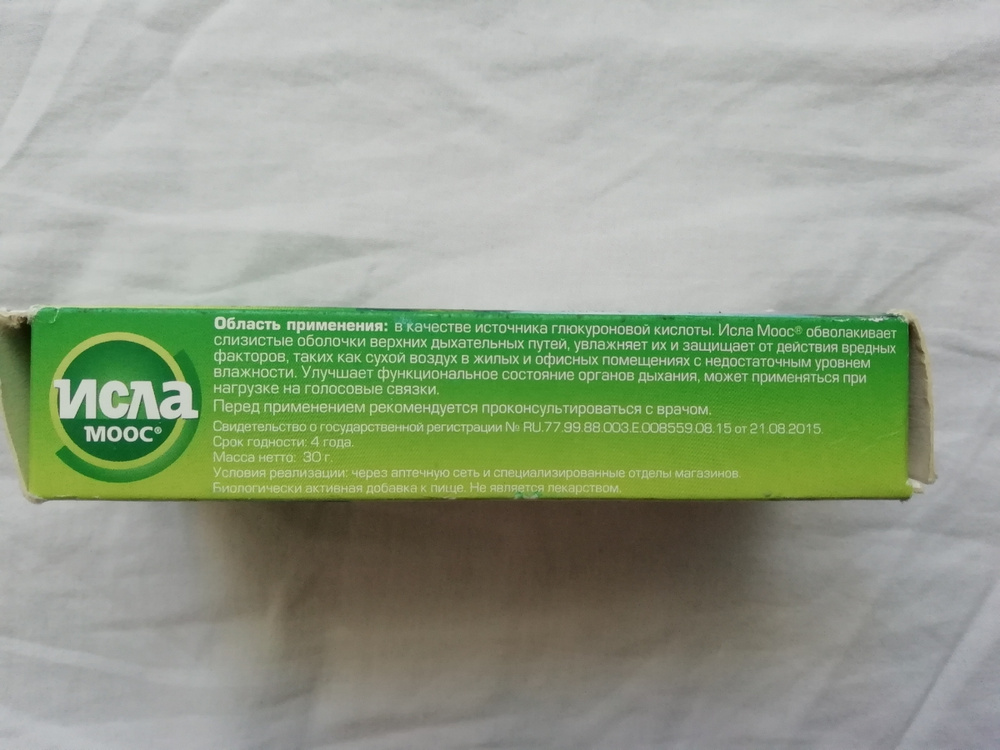 Исла
МООС®
Область применения: в качестве источника глюкуроновой кислоты. Исла Моос® обволакивает
слизистые оболочки верхних дыхательных путей, увлажняет их и защищает от действия вредных
факторов, таких как сухой воздух в жилых и офисных помещениях с недостаточным уровнем
влажности. Улучшает функциональное состояние органов дыхания, может применяться при
нагрузке на голосовые связки.
Перед применением рекомендуется проконсультироваться с врачом.
Свидетельство о государственной регистрации № RU.77.99.88.003.Е.008559.08.15 от 21.08.2015.
Срок годности: 4 года.
Масса нетто: 30 г.
Условия реализации: через аптечную сеть и специализированные отделы магазинов.
Биологически активная добавка к пище. Не является лекарством.